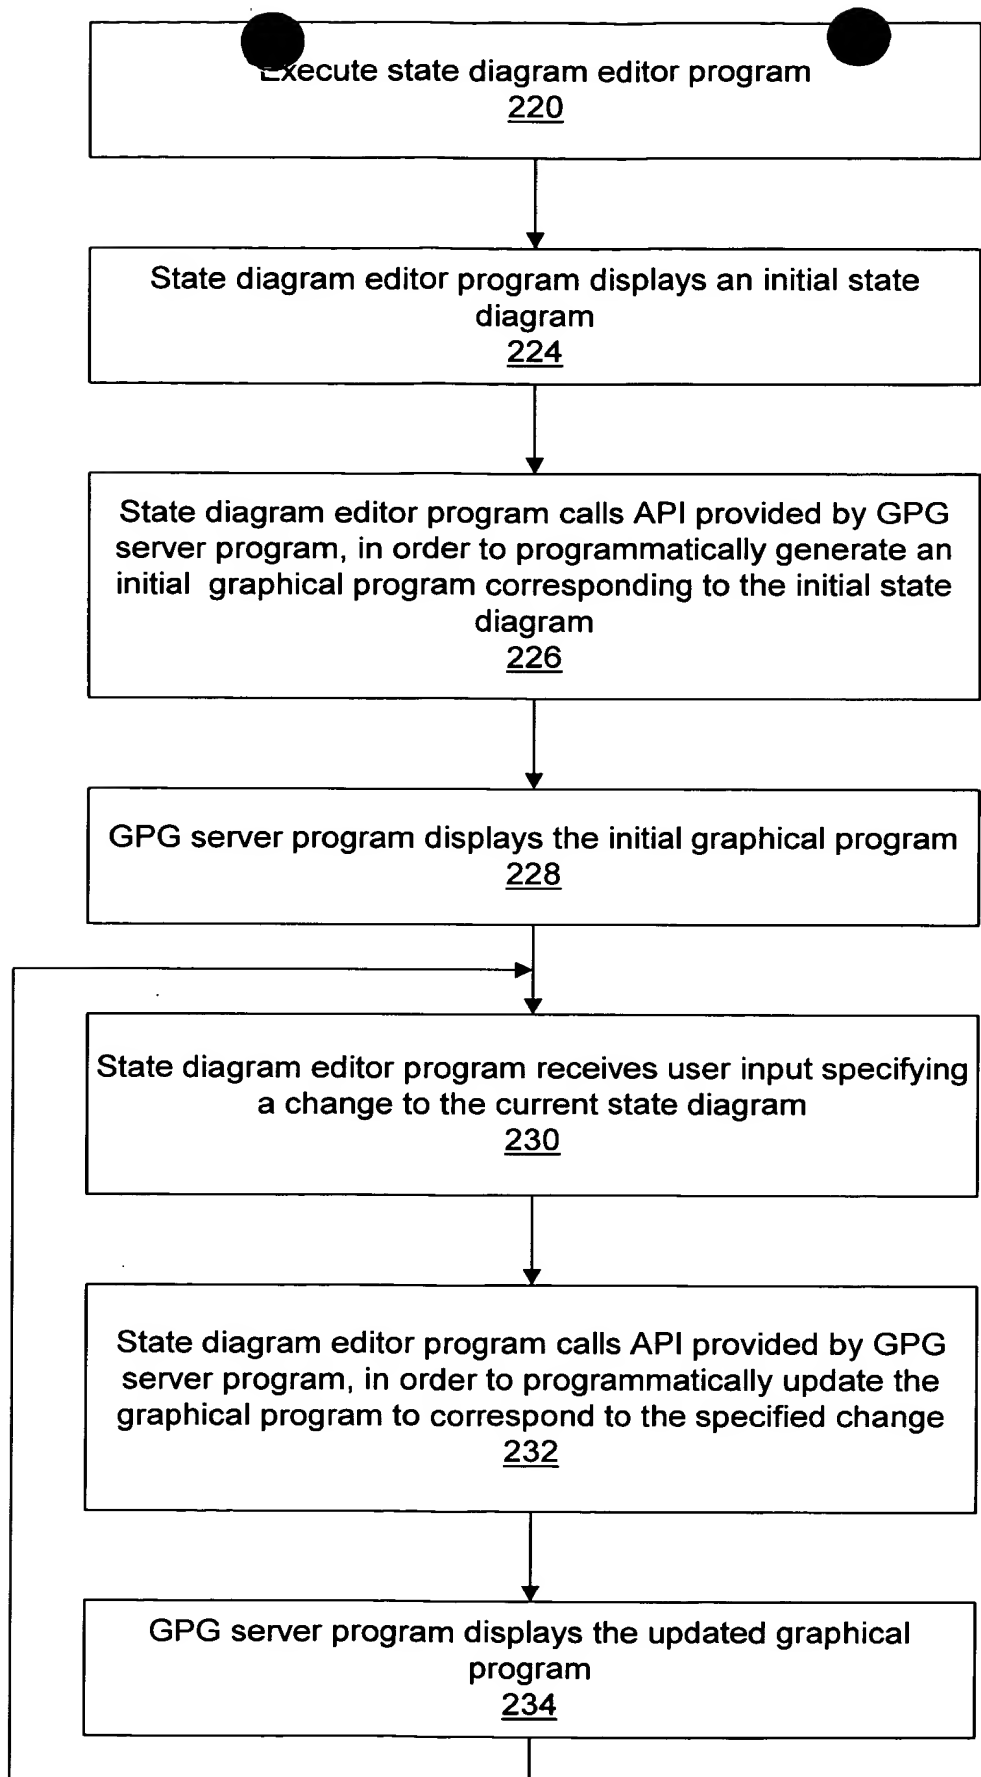 Execute state diagram editor program
220
State diagram editor program displays an initial state
diagram
224
State diagram editor program calls API provided by GPG
server program, in order to programmatically generate an
initial graphical program corresponding to the initial state
diagram
226
GPG server program displays the initial graphical program
228
State diagram editor program receives user input specifying
a change to the current state diagram
230
State diagram editor program calls API provided by GPG
server program, in order to programmatically update the
graphical program to correspond to the specified change
232
GPG server program displays the updated graphical
program
234